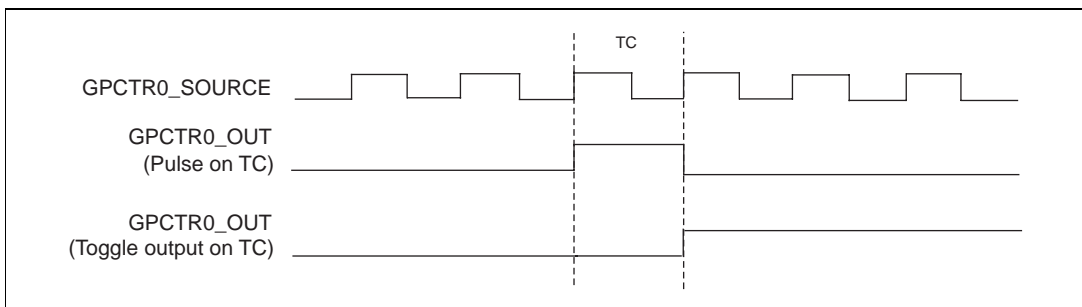 TC
GPCTR0_SOURCE
GPCTR0_OUT
(Pulse on TC)
GPCTR0_OUT
(Toggle output on TC)